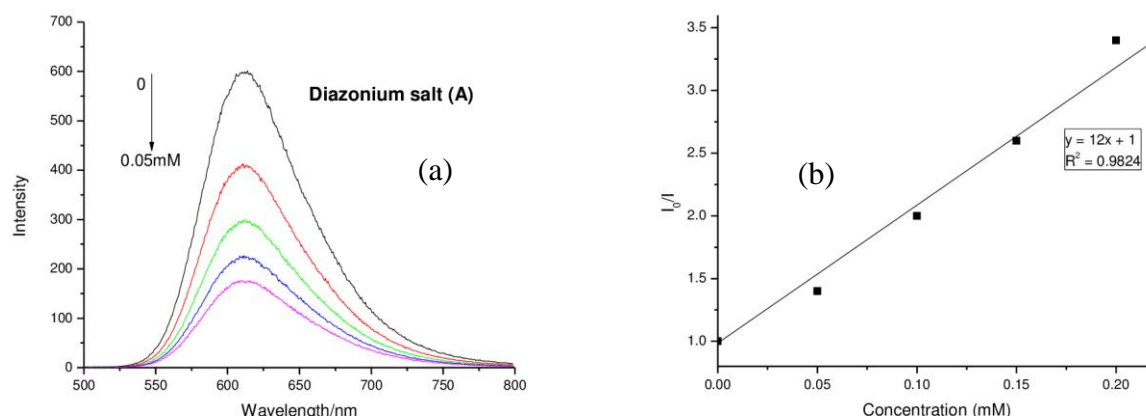 700
600
500
400
300
200
100
0
Intensity
0
0.05mM
Diazonium salt (A)
(a)
500 550 600 650 700 750 800
Wavelength/nm
3.5
3.0
2.5
2.0
1.5
1.0
I₀/I
(b)
y = 12x + 1
R² = 0.9824
0.00 0.05 0.10 0.15 0.20
Concentration (mM)